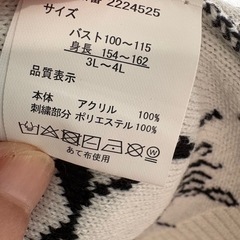 番 2224525
サイズ
バスト100～115
身長 154～162
3L～4L
品質表示
本体 アクリル 100%
刺繍部分 ポリエステル 100%
あて布使用